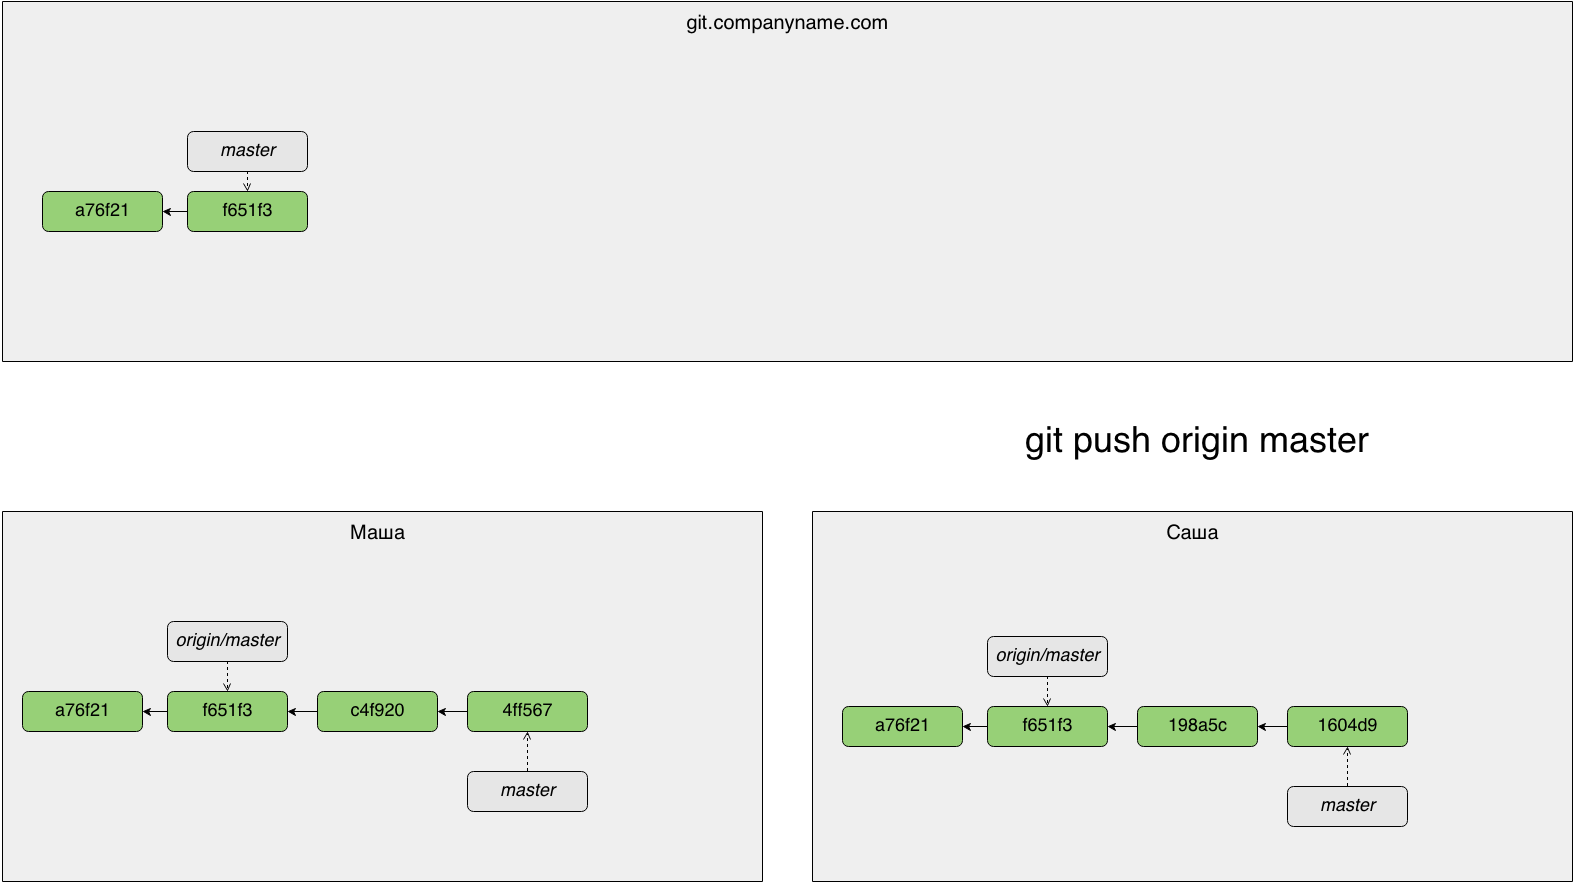 git.companyname.com
master
a76f21
f651f3
git push origin master
Маша
origin/master
a76f21
f651f3
c4f920
4ff567
master
Саша
origin/master
a76f21
f651f3
198a5c
1604d9
master